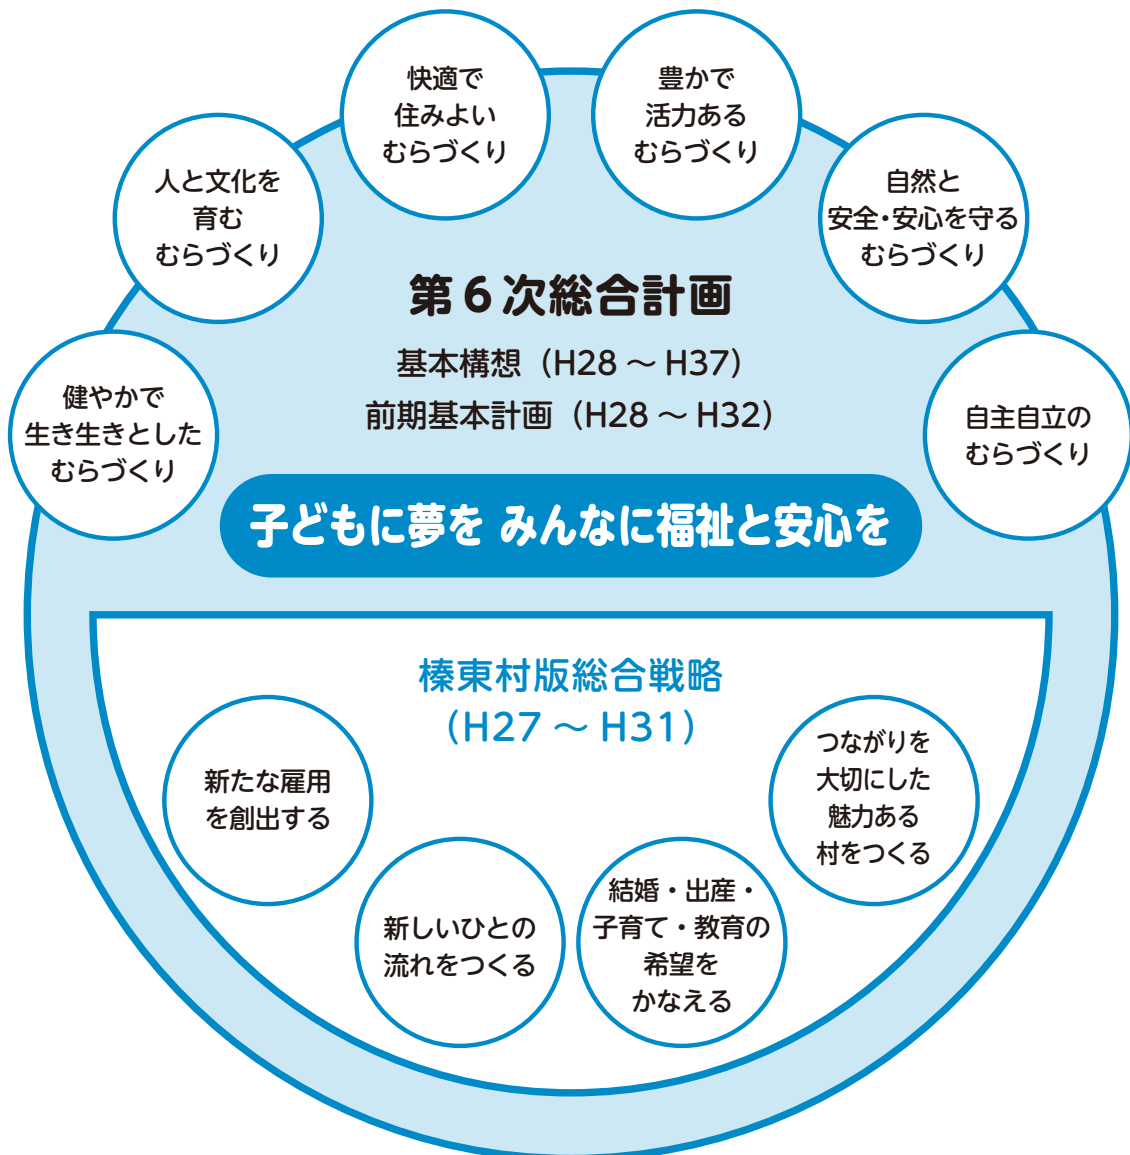 快適で
住みよい
むらづくり
豊かで
活力ある
むらづくり
人と文化を
育む
むらづくり
自然と
安全・安心を守る
むらづくり
健やかで
生き生きとした
むらづくり
自主自立の
むらづくり
第6次総合計画
基本構想（H28 ～ H37）
前期基本計画（H28 ～ H32）
子どもに夢を みんなに福祉と安心を
榛東村版総合戦略
（H27 ～ H31）
新たな雇用
を創出する
新しいひとの
流れをつくる
結婚・出産・
子育て・教育の
希望を
かなえる
つながりを
大切にした
魅力ある
村をつくる